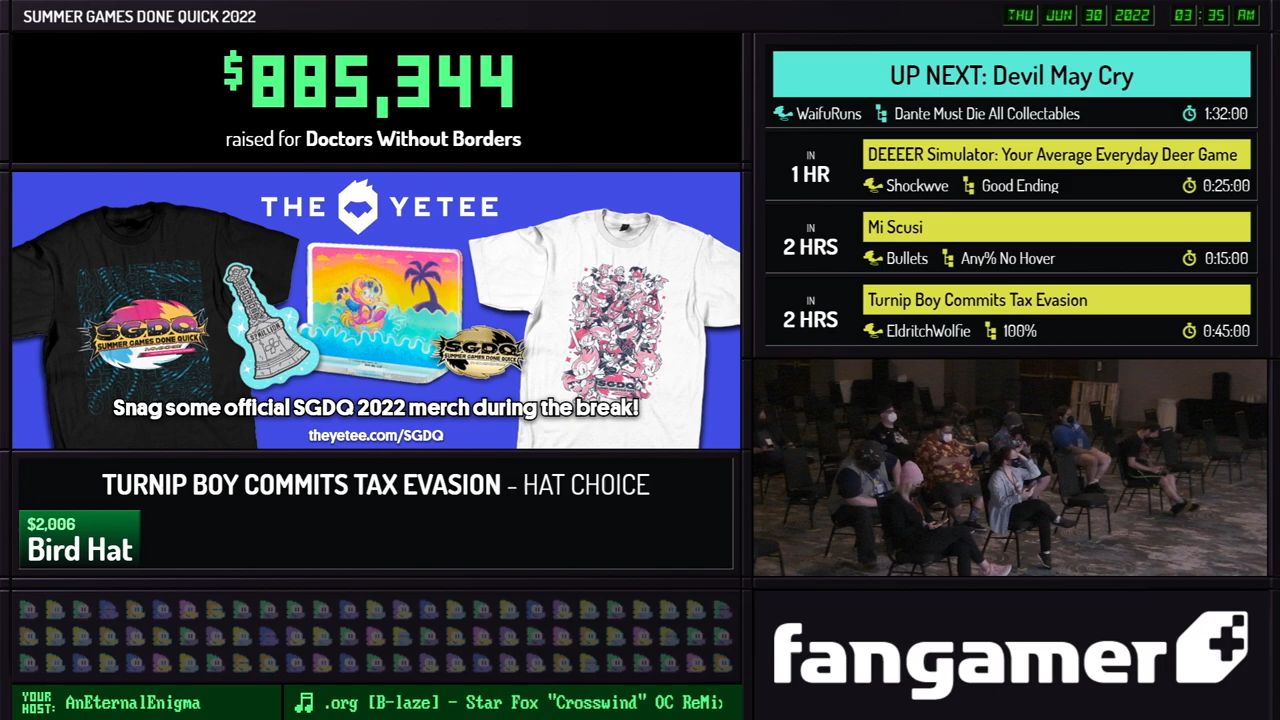 SUMMER GAMES DONE QUICK 2022
THU JUN 30 2022 03:35 AM
$885,344
raised for Doctors Without Borders
THE YETEE
SGDQ
SUMMER GAMES DONE QUICK
SGDQ
SUMMER GAMES DONE QUICK
SGDQ
Snag some official SGDQ 2022 merch during the break!
theyetee.com/SGDQ
TURNIP BOY COMMITS TAX EVASION - HAT CHOICE
$2,006
Bird Hat
YOUR HOST: AnEternalEnigma
.org [B-laze] - Star Fox "Crosswind" OC ReMi
UP NEXT: Devil May Cry
WaifuRuns Dante Must Die All Collectables 1:32:00
IN 1 HR
DEEEER Simulator: Your Average Everyday Deer Game
Shockwve Good Ending 0:25:00
IN 2 HRS
Mi Scusi
Bullets Any% No Hover 0:15:00
IN 2 HRS
Turnip Boy Commits Tax Evasion
EldritchWolfie 100% 0:45:00
fangamer